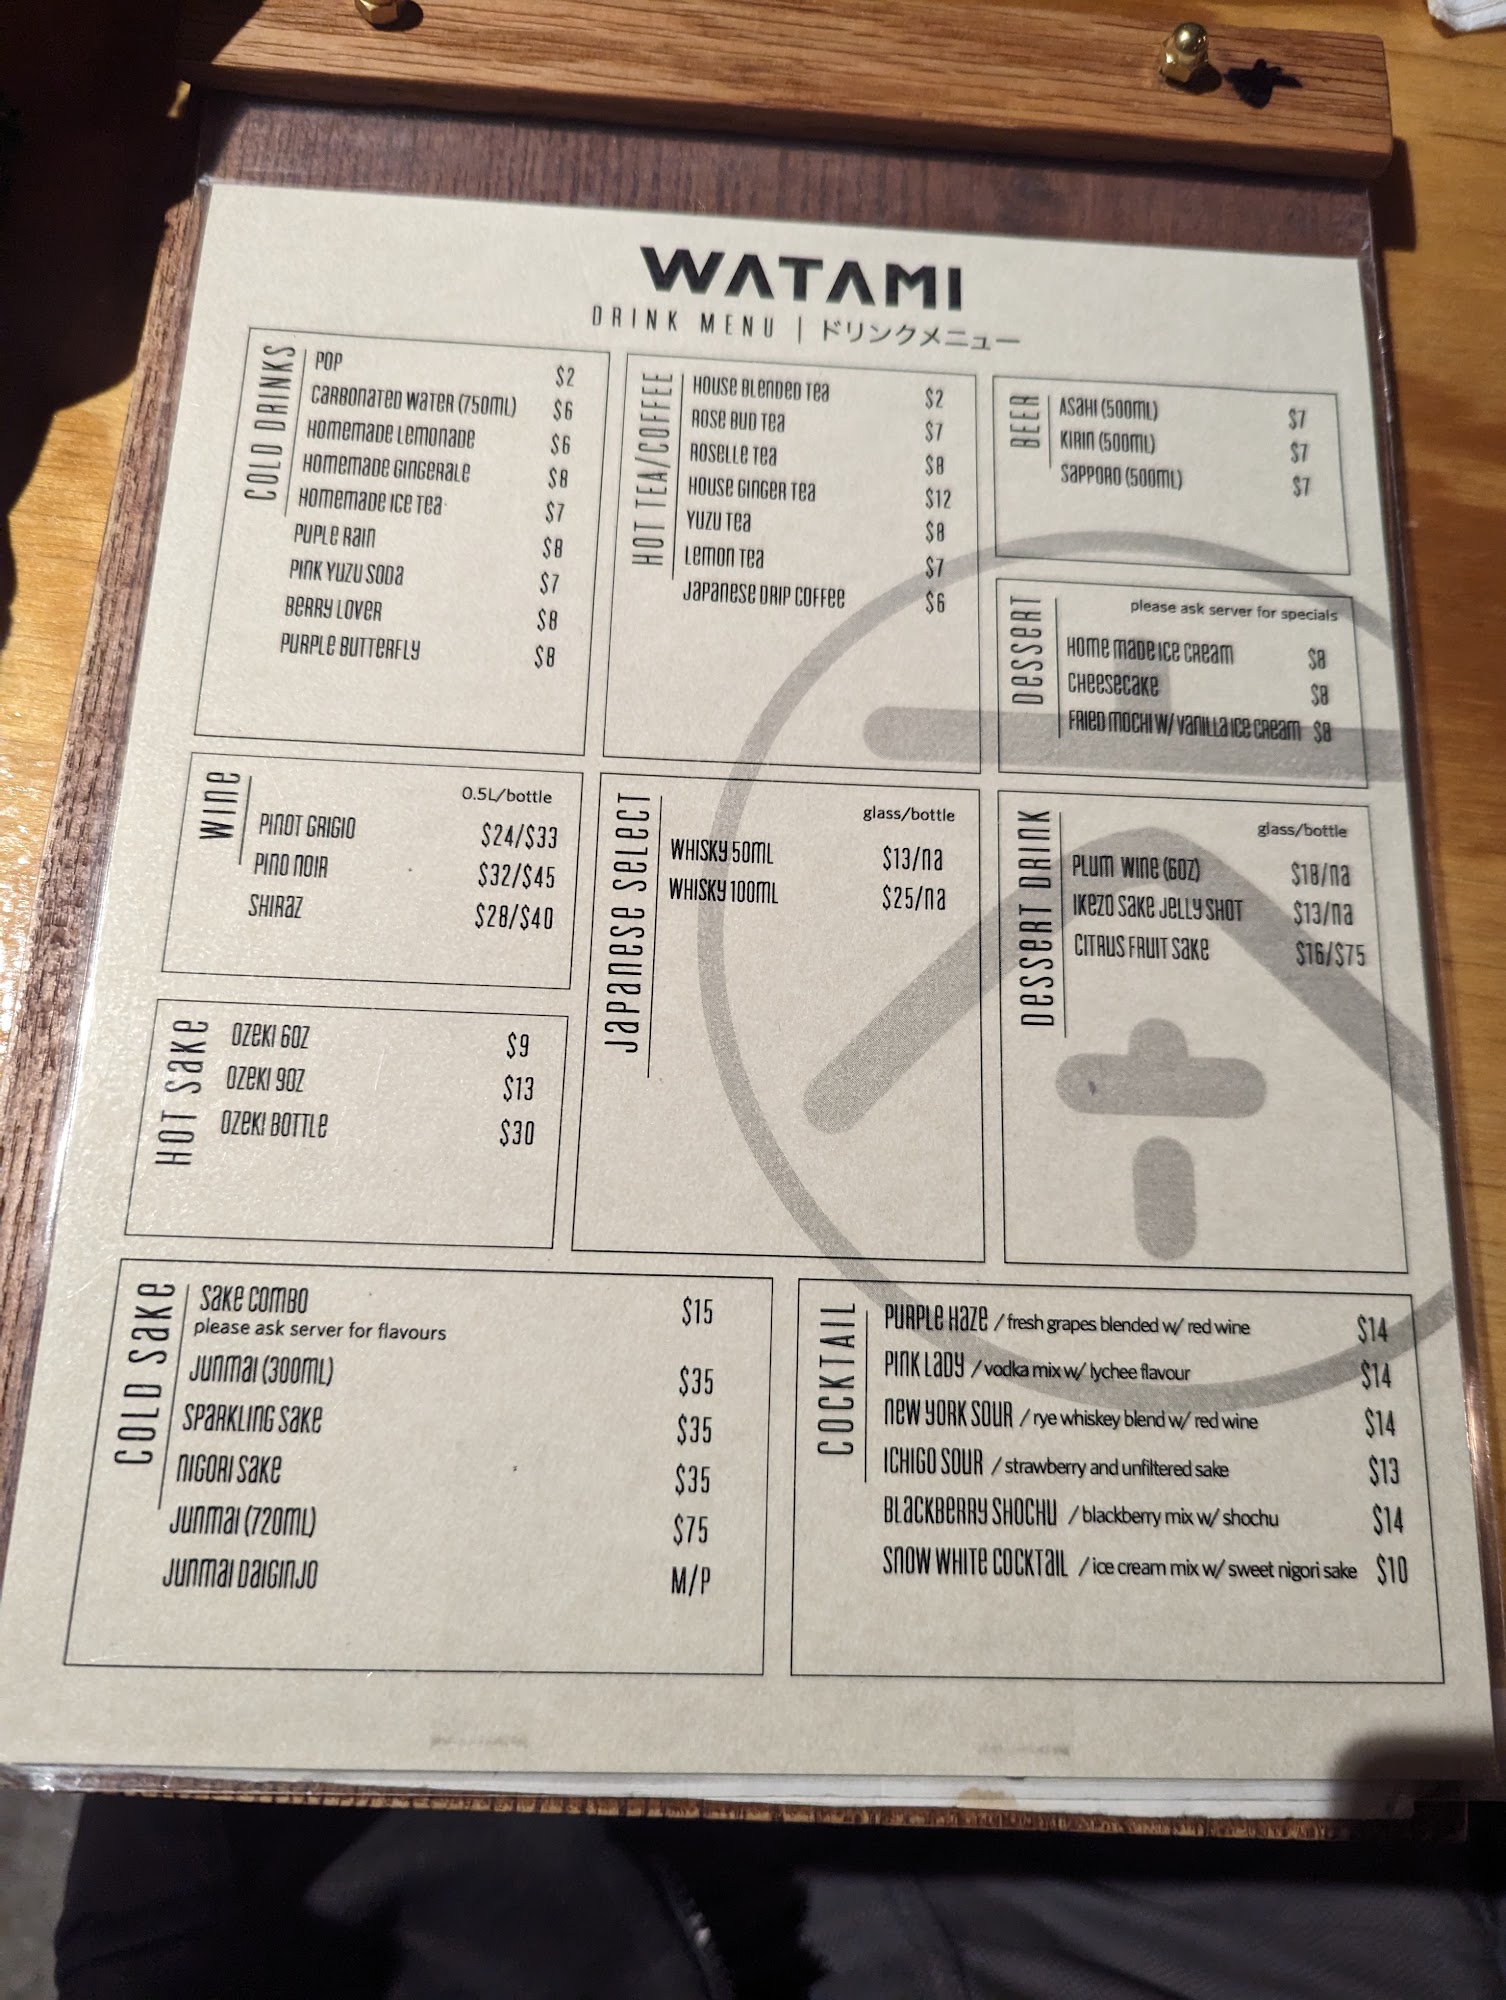 WATAMI
DRINK MENU | ドリンクメニュー
COLD DRINKS
POP $2
CARBONATED WATER (750ML) $6
HOMEMADE LEMONADE $6
HOMEMADE GINGERALE $8
HOMEMADE ICE TEA $7
PUPLE RAIN $8
PINK YUZU SODA $7
BERRY LOVER $8
PURPLE BUTTERFLY $8
HOT TEA/COFFEE
HOUSE BLENDED TEA $2
ROSE BUD TEA $7
ROSELLE TEA $8
HOUSE GINGER TEA $12
YUZU TEA $8
LEMON TEA $7
JAPANESE DRIP COFFEE $6
BEER
ASAHI (500ML) $7
KIRIN (500ML) $7
SAPPORO (500ML) $7
DESSERT
please ask server for specials
HOME MADE ICE CREAM $8
CHEESECAKE $8
FRIED MOCHI W/ VANILLA ICE CREAM $8
WINE
0.5L/bottle
PINOT GRIGIO $24/$33
PINO NOIR $32/$45
SHIRAZ $28/$40
JAPANESE SELECT
glass/bottle
WHISKY 50ML $13/na
WHISKY 100ML $25/na
DESSERT DRINK
glass/bottle
PLUM WINE (6OZ) $18/na
IKEZO SAKE JELLY SHOT $13/na
CITRUS FRUIT SAKE $16/$75
HOT SAKE
OZEKI 6OZ $9
OZEKI 9OZ $13
OZEKI BOTTLE $30
COLD SAKE
SAKE COMBO $15
please ask server for flavours
JUNMAI (300ML) $35
SPARKLING SAKE $35
NIGORI SAKE $35
JUNMAI (720ML) $75
JUNMAI DAIGINJO M/P
COCKTAIL
PURPLE HAZE / fresh grapes blended w/ red wine $14
PINK LADY / vodka mix w/ lychee flavour $14
NEW YORK SOUR / rye whiskey blend w/ red wine $14
ICHIGO SOUR / strawberry and unfiltered sake $13
BLACKBERRY SHOCHU / blackberry mix w/ shochu $14
SNOW WHITE COCKTAIL / ice cream mix w/ sweet nigori sake $10